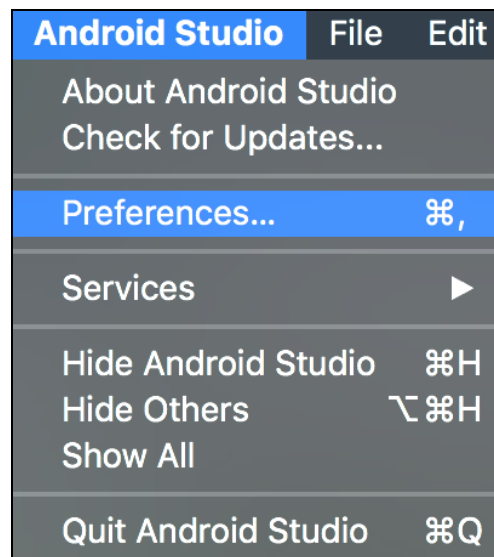 Android Studio File Edit
About Android Studio
Check for Updates...
Preferences... ⌘,
Services ▶
Hide Android Studio ⌘H
Hide Others ⌥⌘H
Show All
Quit Android Studio ⌘Q